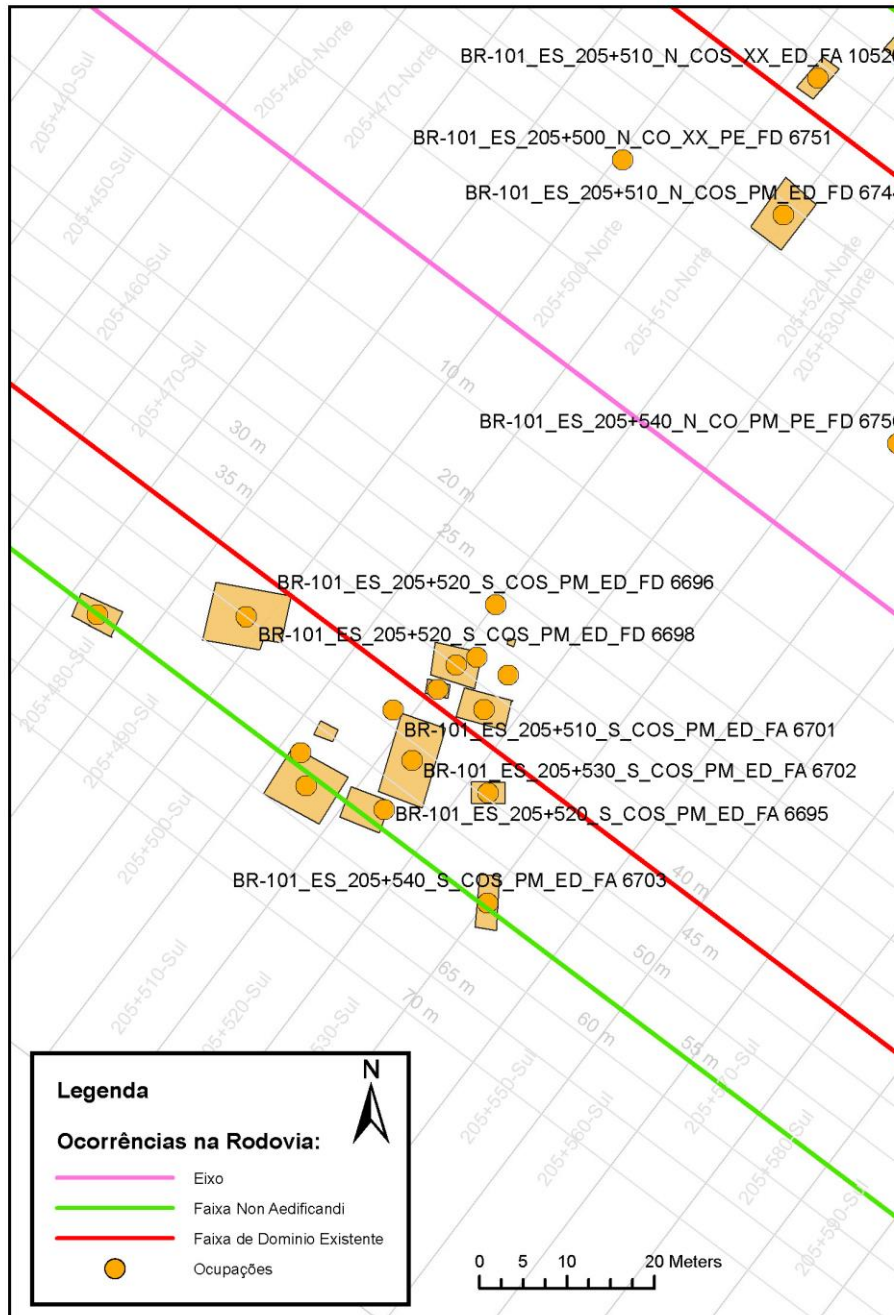 BR-101_ES_205+510_N_COS_XX_ED_FA 10520
205+460-Norte
205+440-Sul
205+470-Norte
BR-101_ES_205+500_N_CO_XX_PE_FD 6751
205+450-Sul
BR-101_ES_205+510_N_COS_PM_ED_FD 674
205+500-Norte
205+460-Sul
205+510-Norte
205+520-Norte
205+530-Norte
10 m
205+470-Sul
BR-101_ES_205+540_N_CO_PM_PE_FD 6750
30 m
35 m
20 m
25 m
BR-101_ES_205+520_S_COS_PM_ED_FD 6696
BR-101_ES_205+520_S_COS_PM_ED_FD 6698
205+480-Sul
BR-101_ES_205+510_S_COS_PM_ED_FA 6701
205+490-Sul
BR-101_ES_205+530_S_COS_PM_ED_FA 6702
BR-101_ES_205+520_S_COS_PM_ED_FA 6695
205+500-Sul
BR-101_ES_205+540_S_COS_PM_ED_FA 6703
40 m
45 m
50 m
65 m
70 m
205+510-Sul
205+520-Sul
530-Sul
60 m
55 m
205+550-Sul
205+560-Sul
205+570-Sul
205+580-Sul
205+590-Sul
N
Legenda
Ocorrências na Rodovia:
Eixo
Faixa Non Aedificandi
Faixa de Dominio Existente
Ocupações
0 5 10 20 Meters